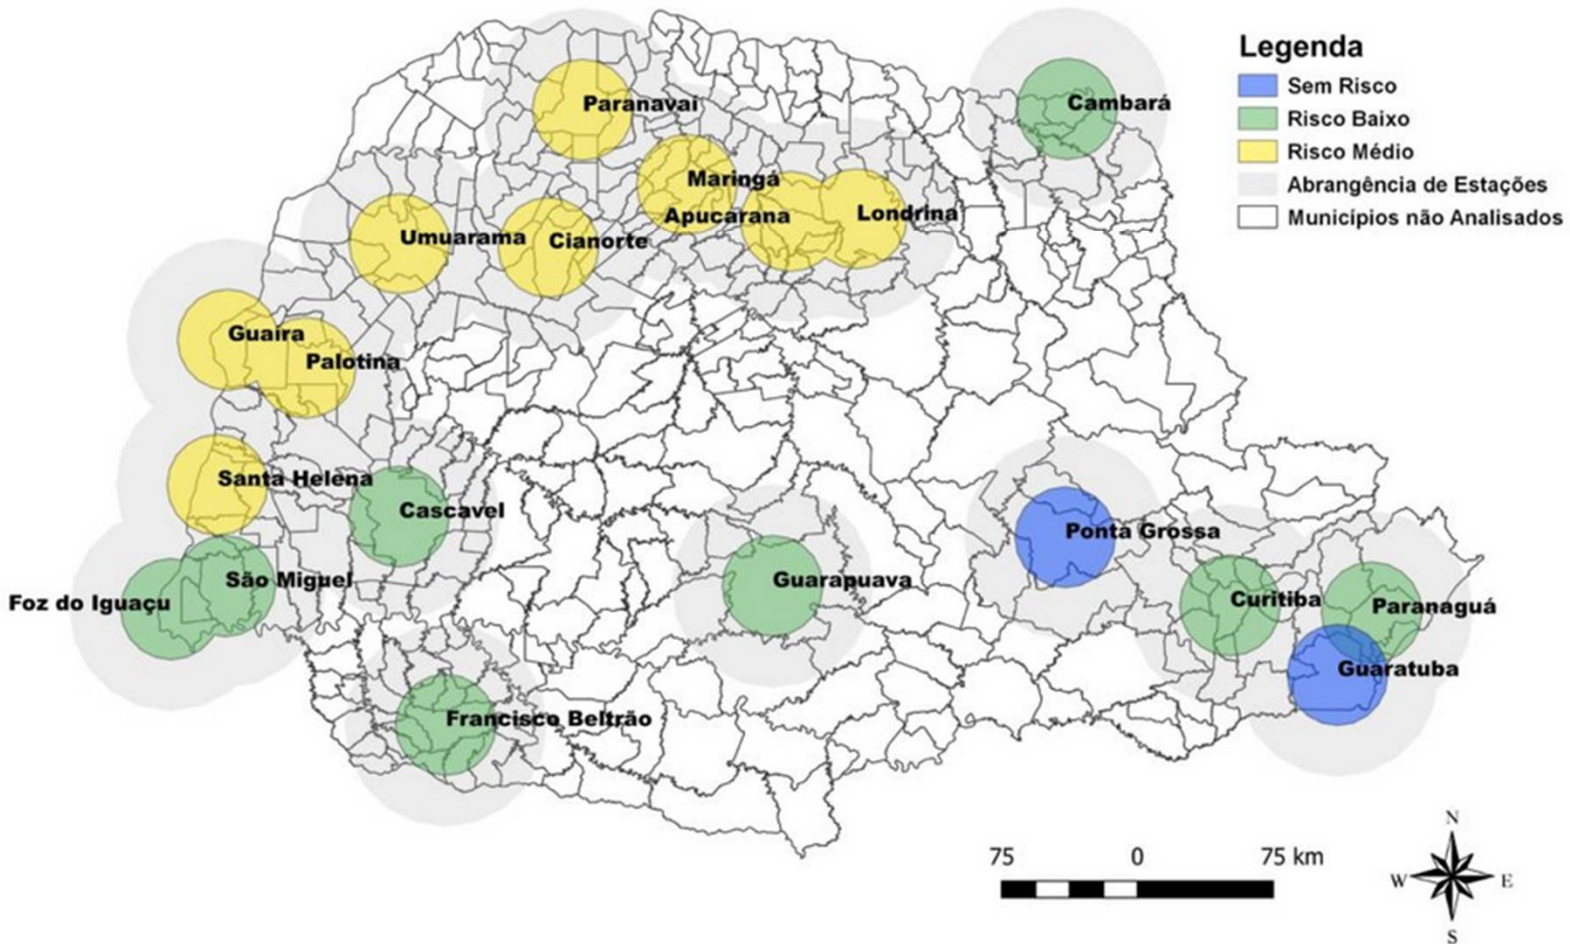 Legenda
Sem Risco
Risco Baixo
Risco Médio
Abrangência de Estações
Municípios não Analisados
Paranavai
Cambará
Maringá
Apucarana
Londrina
Umuarama
Cianorte
Guaira
Palotina
Santa Helena
Cascavel
Ponta Grossa
São Miguel
Guarapuava
Foz do Iguaçu
Curitiba
Paranaguá
Guaratuba
Francisco Beltrão
75 0 75 km
N
W E
S